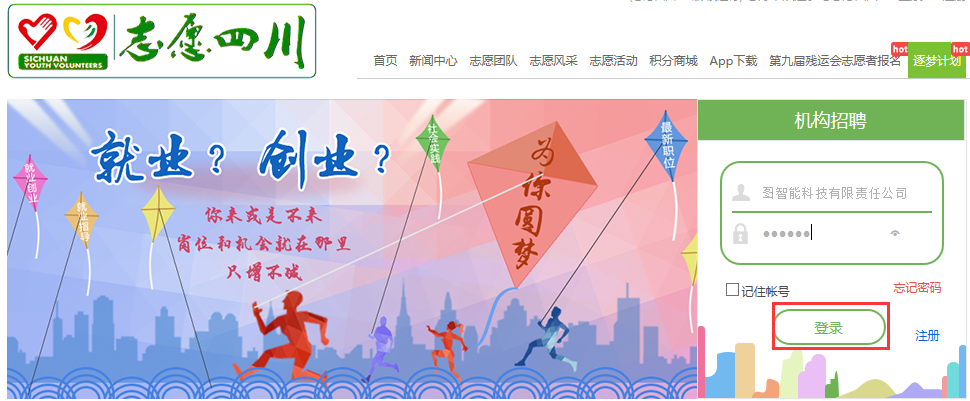 SICHUAN
YOUTH VOLUNTEERS
志愿四川
首页 新闻中心 志愿团队 志愿风采 志愿活动 积分商城 App下载 第九届残运会志愿者报名 hot 逐梦计划 hot
就业？ 创业？
你来或是不来
岗位和机会就在那里
只增不减
就业创业
就业指导
社会实践
为你圆梦
最新职位
机构招聘
图智能科技有限责任公司
••••••
记住帐号
忘记密码
登录
注册